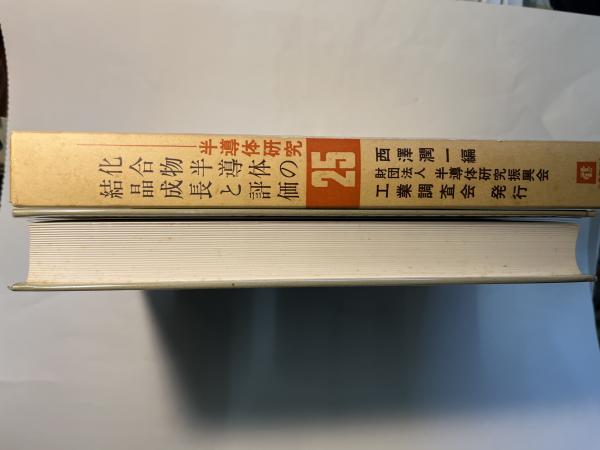 半導体研究
化合物半導体の
結晶成長と評価
25
西澤潤一編
財団法人 半導体研究振興会
工業調査会 発行